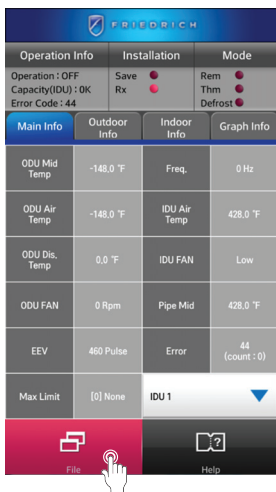 FRIEDRICH
Operation Info Installation Mode
Operation : OFF Save Rem
Capacity(IDU) : 0K Rx Thm
Error Code : 44 Defrost
Main Info Outdoor Info Indoor Info Graph Info
ODU Mid Temp -148,0 °F Freq, 0 Hz
ODU Air Temp -148,0 °F IDU Air Temp 428,0 °F
ODU Dis, Temp 0,0 °F IDU FAN Low
ODU FAN 0 Rpm Pipe Mid 428,0 °F
EEV 460 Pulse Error 44 (count : 0)
Max Limit [0] None IDU 1
File Help